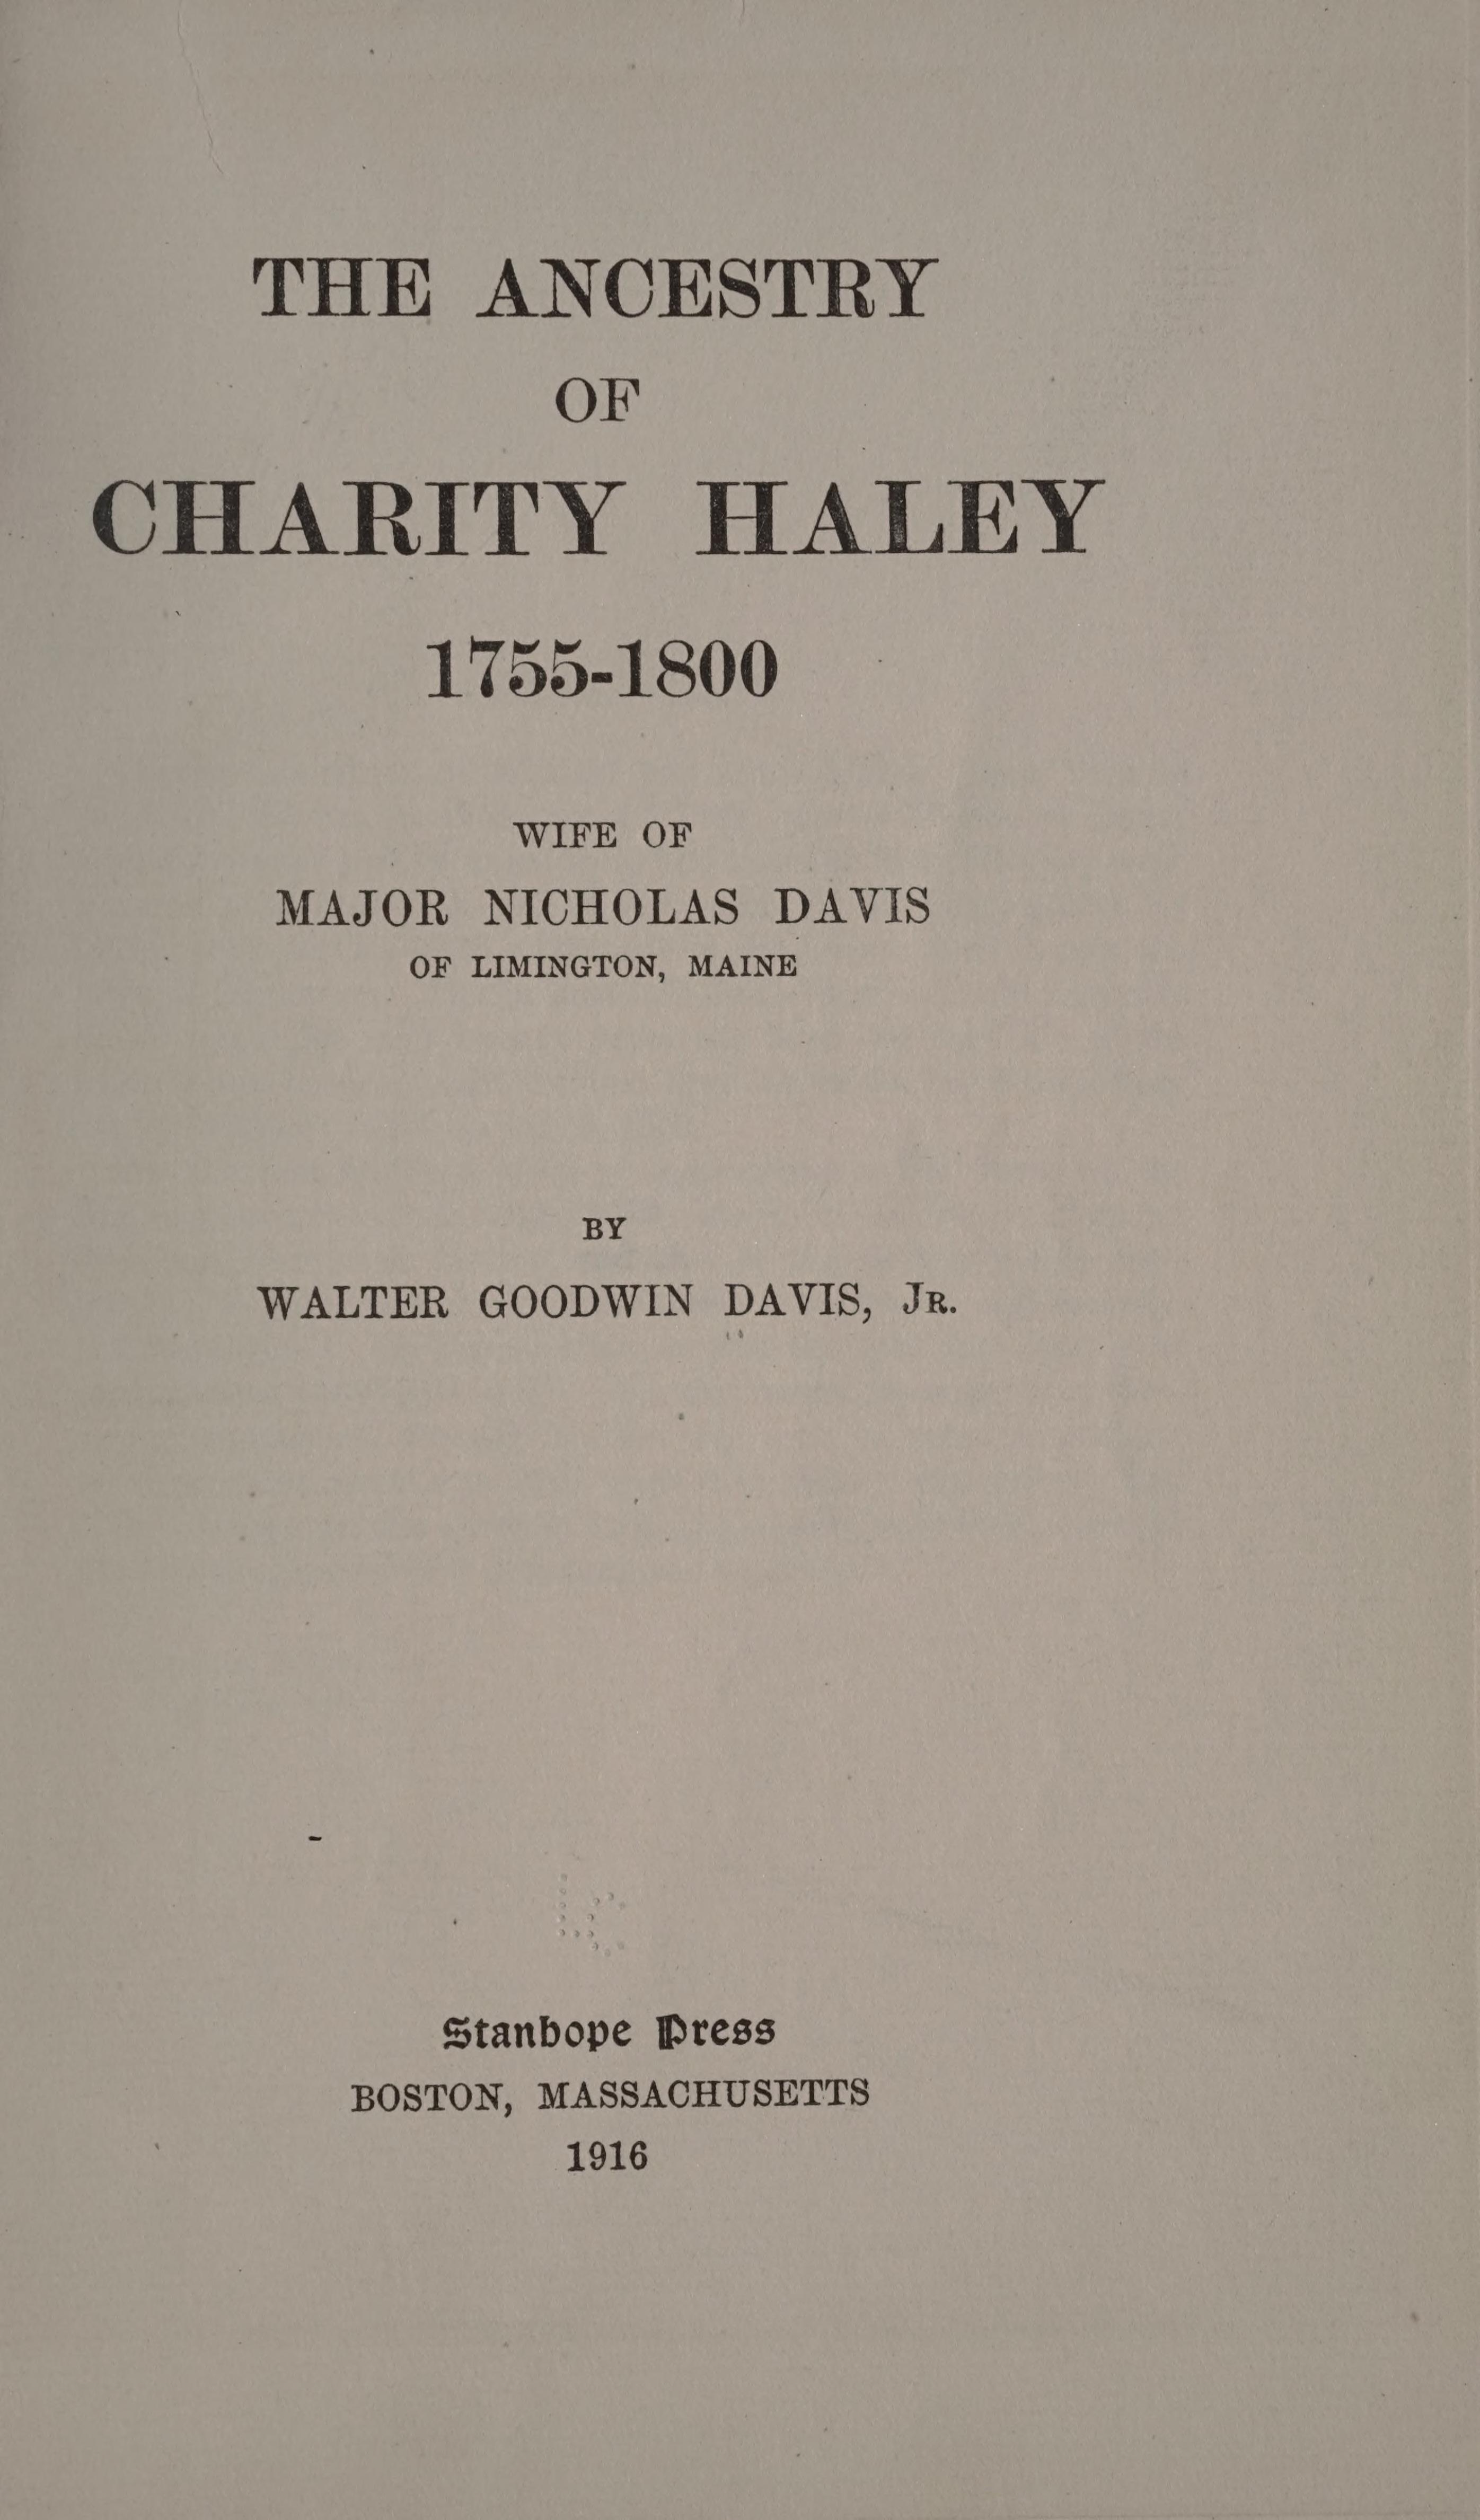 THE ANCESTRY
OF
CHARITY HALEY
1755-1800
WIFE OF
MAJOR NICHOLAS DAVIS
OF LIMINGTON, MAINE
BY
WALTER GOODWIN DAVIS, JR.
Stanhope Press
BOSTON, MASSACHUSETTS
1916